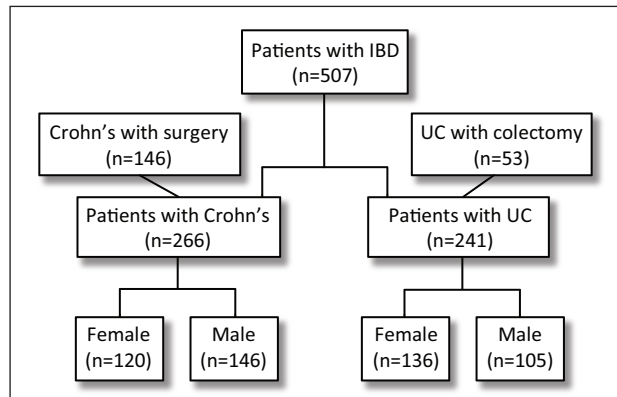 Patients with IBD
(n=507)
Crohn's with surgery
(n=146)
UC with colectomy
(n=53)
Patients with Crohn's
(n=266)
Patients with UC
(n=241)
Female
(n=120)
Male
(n=146)
Female
(n=136)
Male
(n=105)